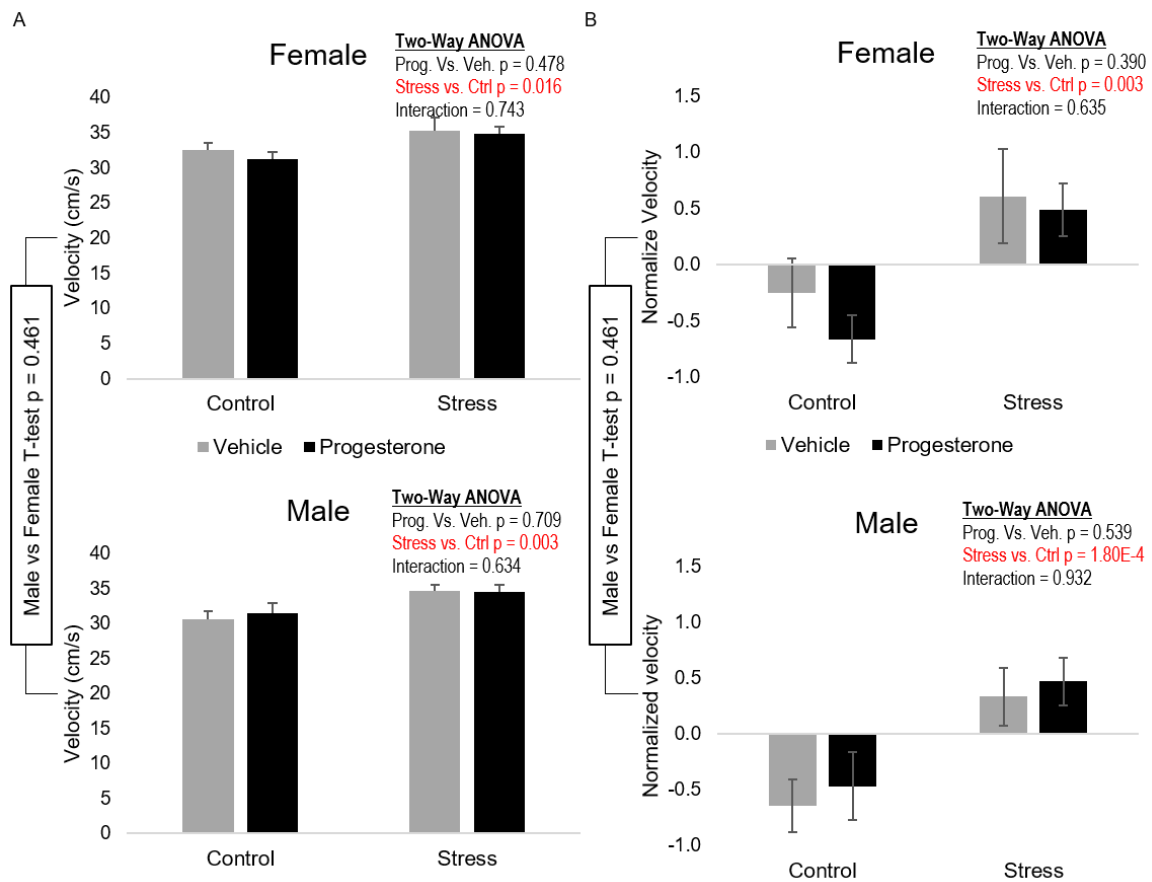 A
Female
Two-Way ANOVA
Prog. Vs. Veh. p = 0.478
Stress vs. Ctrl p = 0.016
Interaction = 0.743
40
35
30
25
20
15
10
5
0
Velocity (cm/s)
Control
Stress
Vehicle
Progesterone
Male vs Female T-test p = 0.461
Male
Two-Way ANOVA
Prog. Vs. Veh. p = 0.709
Stress vs. Ctrl p = 0.003
Interaction = 0.634
40
35
30
25
20
15
10
5
0
Velocity (cm/s)
Control
Stress
B
Female
Two-Way ANOVA
Prog. Vs. Veh. p = 0.390
Stress vs. Ctrl p = 0.003
Interaction = 0.635
1.5
1.0
0.5
0.0
-0.5
-1.0
Normalize Velocity
Control
Stress
Vehicle
Progesterone
Male vs Female T-test p = 0.461
Male
Two-Way ANOVA
Prog. Vs. Veh. p = 0.539
Stress vs. Ctrl p = 1.80E-4
Interaction = 0.932
1.5
1.0
0.5
0.0
-0.5
-1.0
Normalized velocity
Control
Stress